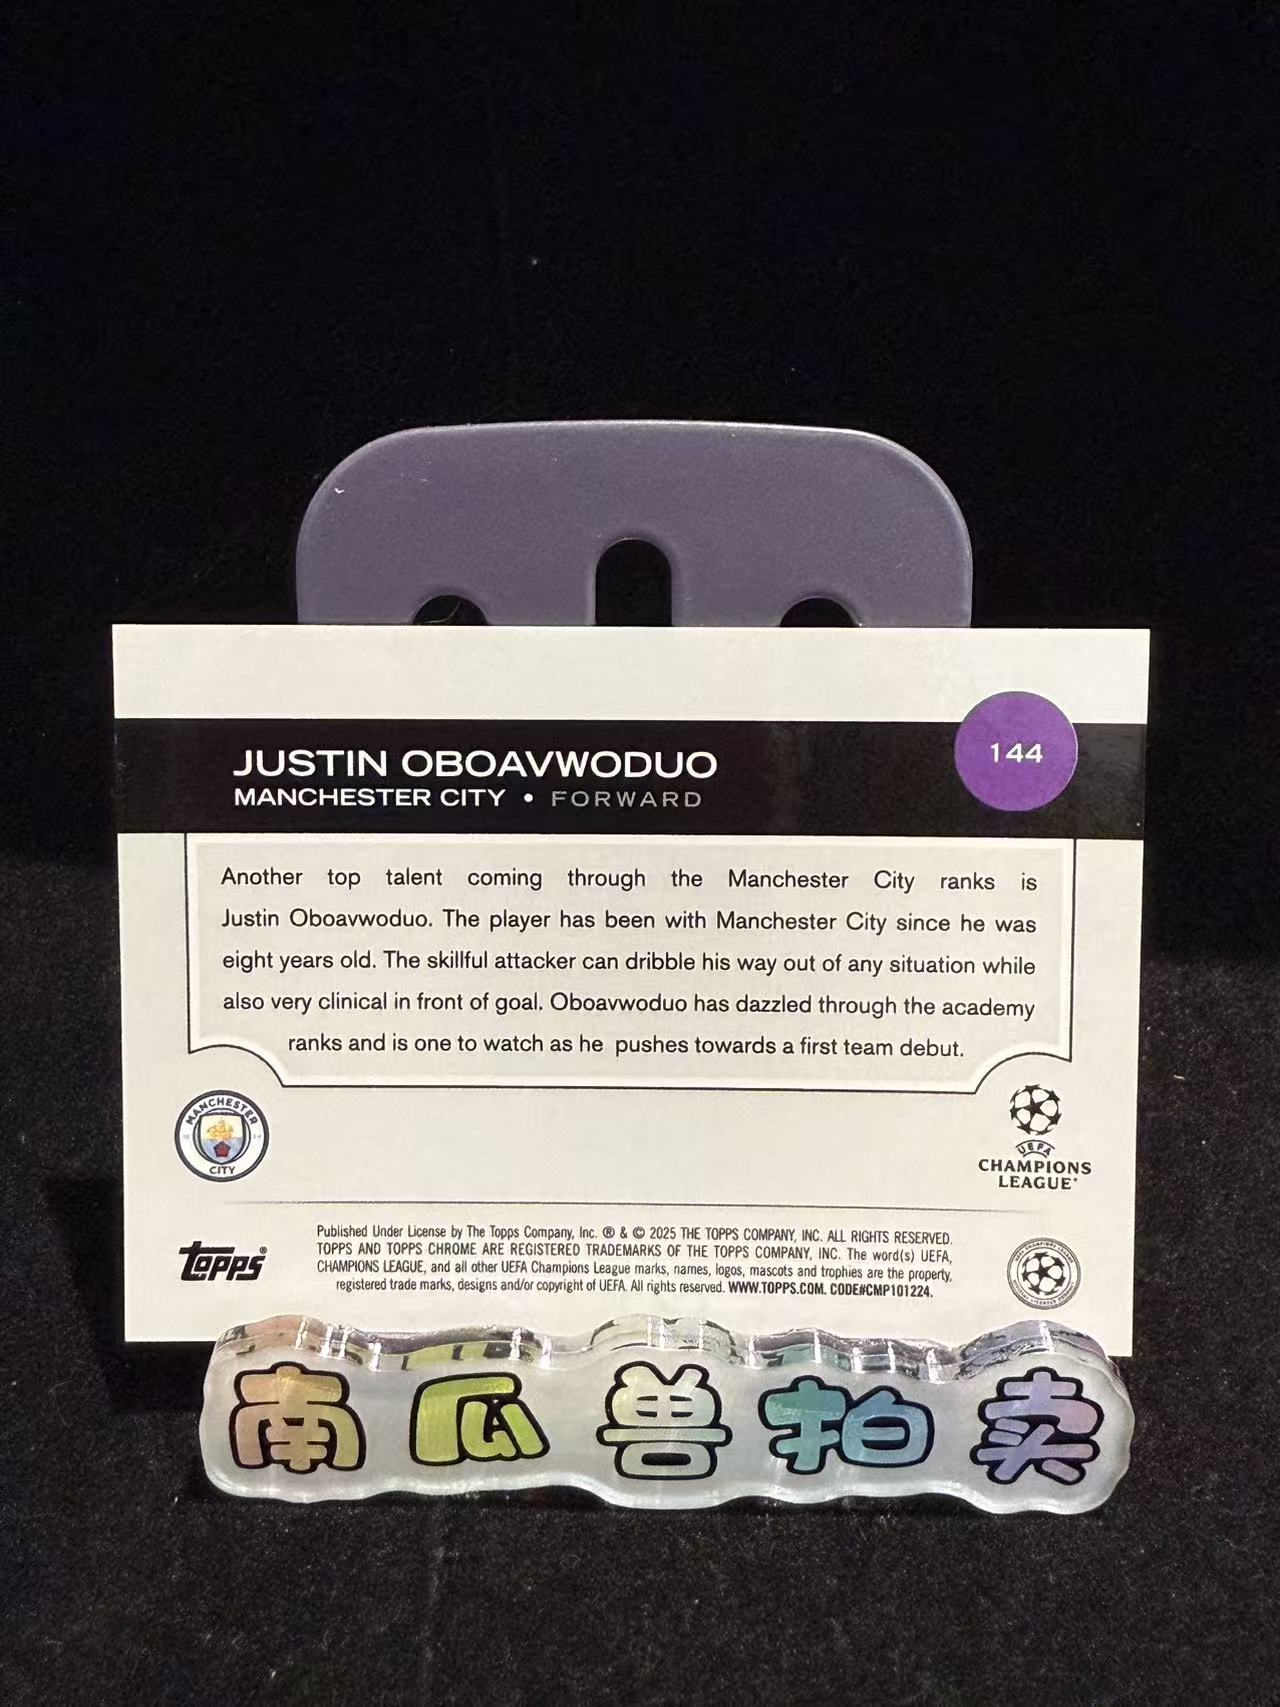 JUSTIN OBOAVWODUO
144
MANCHESTER CITY • FORWARD
Another top talent coming through the Manchester City ranks is
Justin Oboavwoduo. The player has been with Manchester City since he was
eight years old. The skillful attacker can dribble his way out of any situation while
also very clinical in front of goal. Oboavwoduo has dazzled through the academy
ranks and is one to watch as he pushes towards a first team debut.
MANCHESTER
CITY
UEFA
CHAMPIONS
LEAGUE®
Topps®
Published Under License by The Topps Company, Inc. ® & © 2025 THE TOPPS COMPANY, INC. ALL RIGHTS RESERVED.
TOPPS AND TOPPS CHROME ARE REGISTERED TRADEMARKS OF THE TOPPS COMPANY, INC. The word(s) UEFA,
CHAMPIONS LEAGUE, and all other UEFA Champions League marks, names, logos, mascots and trophies are the property,
registered trade marks, designs and/or copyright of UEFA. All rights reserved. WWW.TOPPS.COM. CODE#CMP101224.
南瓜兽拍卖